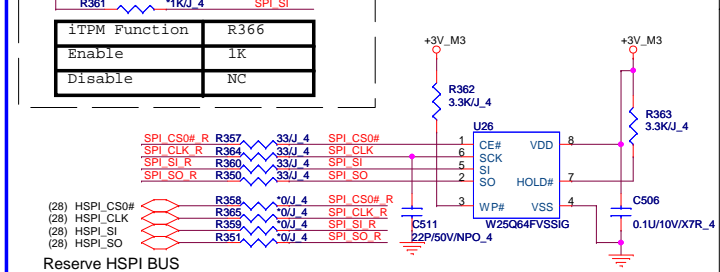 R361 *1K/J_4 SPI_SI
iTPM Function R366
Enable 1K
Disable NC
+3V_M3 +3V_M3
R362
3.3K/J_4
R363
3.3K/J_4
U26
SPI_CS0#_R R357 33/J_4 SPI_CS0# 1 CE# VDD 8
SPI_CLK_R R364 33/J_4 SPI_CLK 6 SCK
SPI_SI_R R360 33/J_4 SPI_SI 5 SI
SPI_SO_R R350 33/J_4 SPI_SO 2 SO HOLD# 7
3 WP# VSS 4
W25Q64FVSSIG
(28) HSPI_CS0# R358 *0/J_4 SPI_CS0#_R
(28) HSPI_CLK R365 *0/J_4 SPI_CLK_R
(28) HSPI_SI R359 *0/J_4 SPI_SI_R
(28) HSPI_SO R351 *0/J_4 SPI_SO_R
C511
22P/50V/NPO_4
C506
0.1U/10V/X7R_4
Reserve HSPI BUS